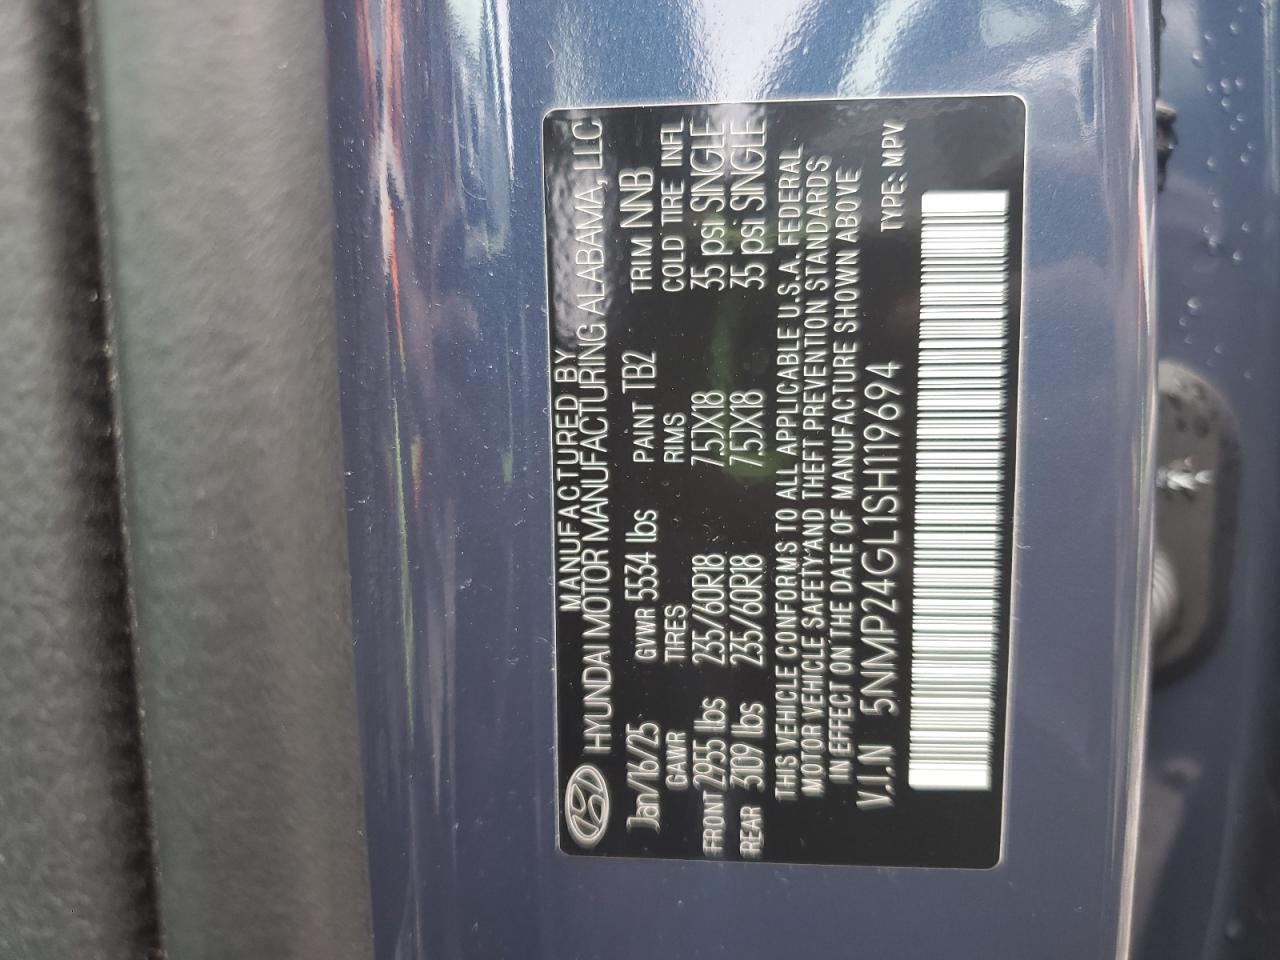 MANUFACTURED BY
HYUNDAI MOTOR MANUFACTURING ALABAMA, LLC
Jan/16/25 GVWR 5534 lbs PAINT TB2 TRIM NNB
GAWR TIRES RIMS COLD TIRE INFL
FRONT 2955 lbs 235/60R18 7.5JX18 35 psi SINGLE
REAR 3109 lbs 235/60R18 7.5JX18 35 psi SINGLE
THIS VEHICLE CONFORMS TO ALL APPLICABLE U.S.A. FEDERAL
MOTOR VEHICLE SAFETY AND THEFT PREVENTION STANDARDS
IN EFFECT ON THE DATE OF MANUFACTURE SHOWN ABOVE
V.I.N 5NMP24GL1SH119694 TYPE: MPV